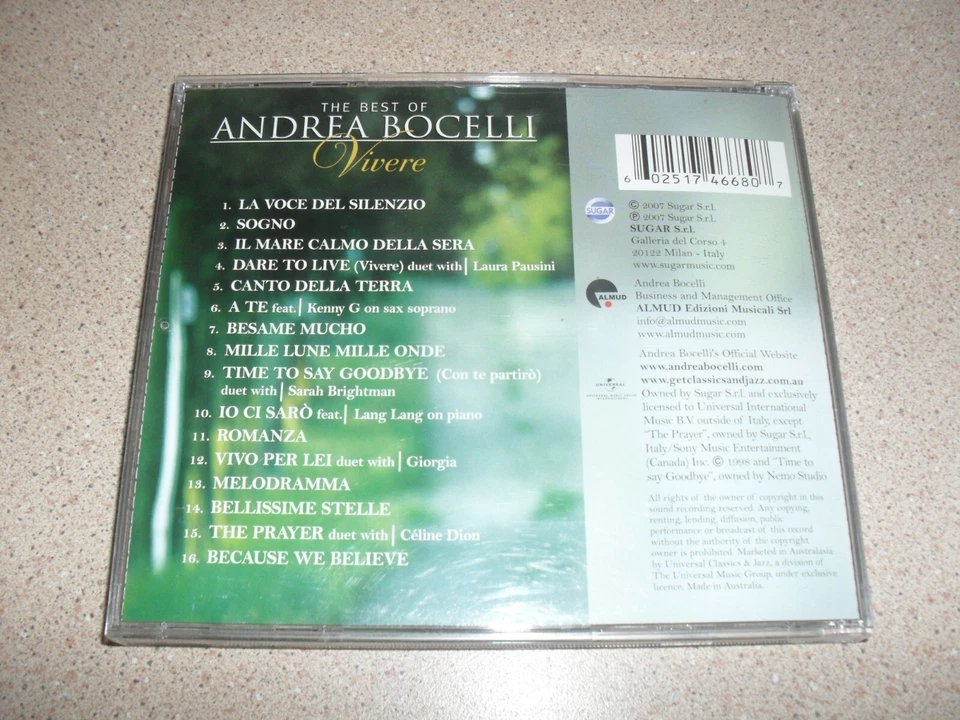 THE BEST OF
ANDREA BOCELLI
Vivere
1. LA VOCE DEL SILENZIO
2. SOGNO
3. IL MARE CALMO DELLA SERA
4. DARE TO LIVE (Vivere) duet with | Laura Pausini
5. CANTO DELLA TERRA
6. A TE feat. | Kenny G on sax soprano
7. BESAME MUCHO
8. MILLE LUNE MILLE ONDE
9. TIME TO SAY GOODBYE (Con te partirò)
duet with | Sarah Brightman
10. IO CI SARÒ feat. | Lang Lang on piano
11. ROMANZA
12. VIVO PER LEI duet with | Giorgia
13. MELODRAMMA
14. BELLISSIME STELLE
15. THE PRAYER duet with | Céline Dion
16. BECAUSE WE BELIEVE
6 02517 46680 7
SUGAR
© 2007 Sugar S.r.l.
℗ 2007 Sugar S.r.l.
SUGAR S.r.l.
Galleria del Corso 4
20122 Milan - Italy
www.sugarmusic.com
ALMUD
Andrea Bocelli
Business and Management Office
ALMUD Edizioni Musicali Srl
info@almudmusic.com
www.almudmusic.com
Andrea Bocelli's Official Website
www.andreabocelli.com
www.getclassicsandjazz.com.au
UNIVERSAL
Owned by Sugar S.r.l. and exclusively
licensed to Universal International
Music B.V. outside of Italy, except
"The Prayer", owned by Sugar S.r.l.,
Italy/Sony Music Entertainment
(Canada) Inc. © 1998 and "Time to
say Goodbye", owned by Nemo Studio
All rights of the owner of copyright in this
sound recording reserved. Any copying,
renting, lending, diffusion, public
performance or broadcast of this record
without the authority of the copyright
owner is prohibited. Marketed in Australasia
by Universal Classics & Jazz, a division of
The Universal Music Group, under exclusive
licence. Made in Australia.